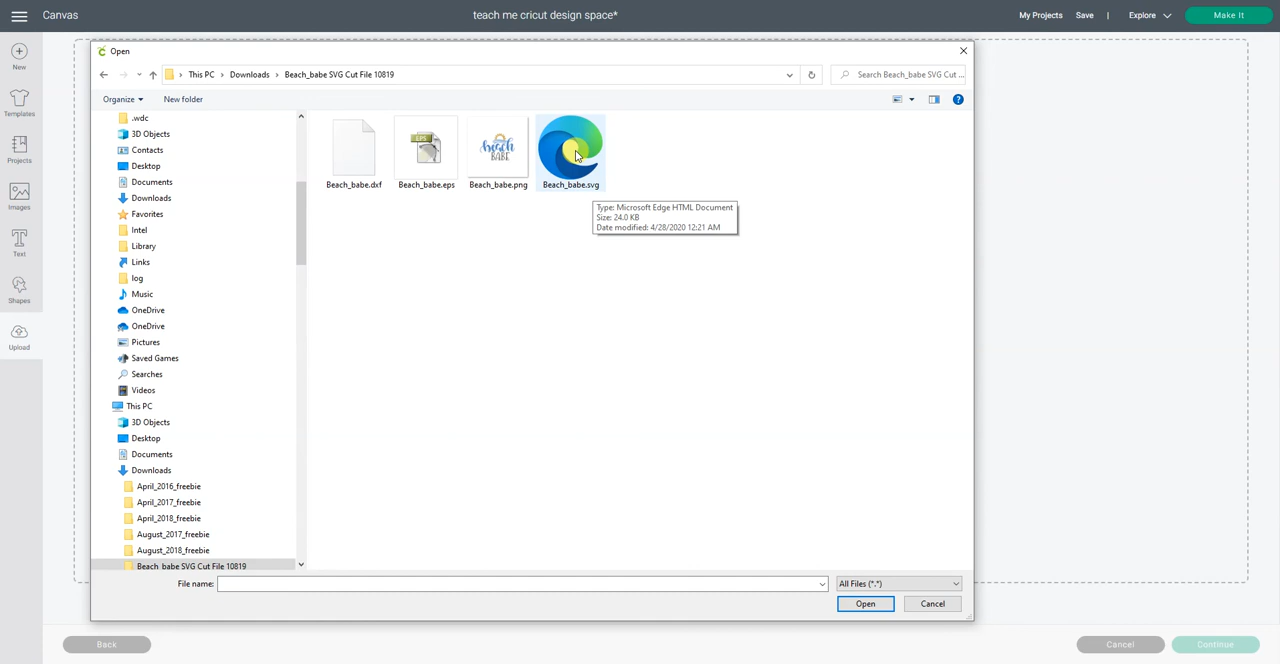 Canvas
teach me cricut design space*
My Projects Save | Explore Make It
New
Templates
Projects
Images
Text
Shapes
Upload
Open
This PC > Downloads > Beach_babe SVG Cut File 10819
Search Beach_babe SVG Cut ...
Organize New folder
.wdc
3D Objects
Contacts
Desktop
Documents
Downloads
Favorites
Intel
Library
Links
log
Music
OneDrive
OneDrive
Pictures
Saved Games
Searches
Videos
This PC
3D Objects
Desktop
Documents
Downloads
April_2016_freebie
April_2017_freebie
April_2018_freebie
August_2017_freebie
August_2018_freebie
Beach_babe SVG Cut File 10819
EPS
beach
BABE
Beach_babe.dxf Beach_babe.eps Beach_babe.png Beach_babe.svg
Type: Microsoft Edge HTML Document
Size: 24.0 KB
Date modified: 4/28/2020 12:21 AM
File name:
All Files (*.*)
Open Cancel
Back
Cancel Continue